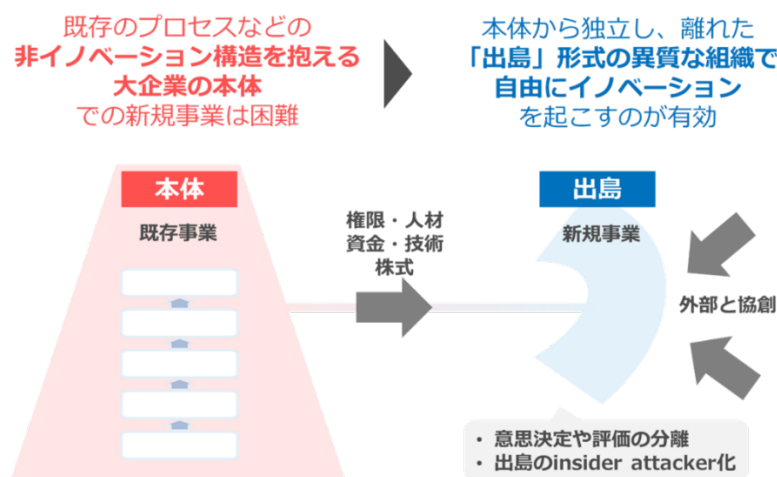 既存のプロセスなどの
非イノベーション構造を抱える
大企業の本体
での新規事業は困難
本体から独立し、離れた
「出島」形式の異質な組織で
自由にイノベーション
を起こすのが有効
本体
既存事業
権限・人材
資金・技術
株式
出島
新規事業
外部と協創
・ 意思決定や評価の分離
・ 出島のinsider attacker化